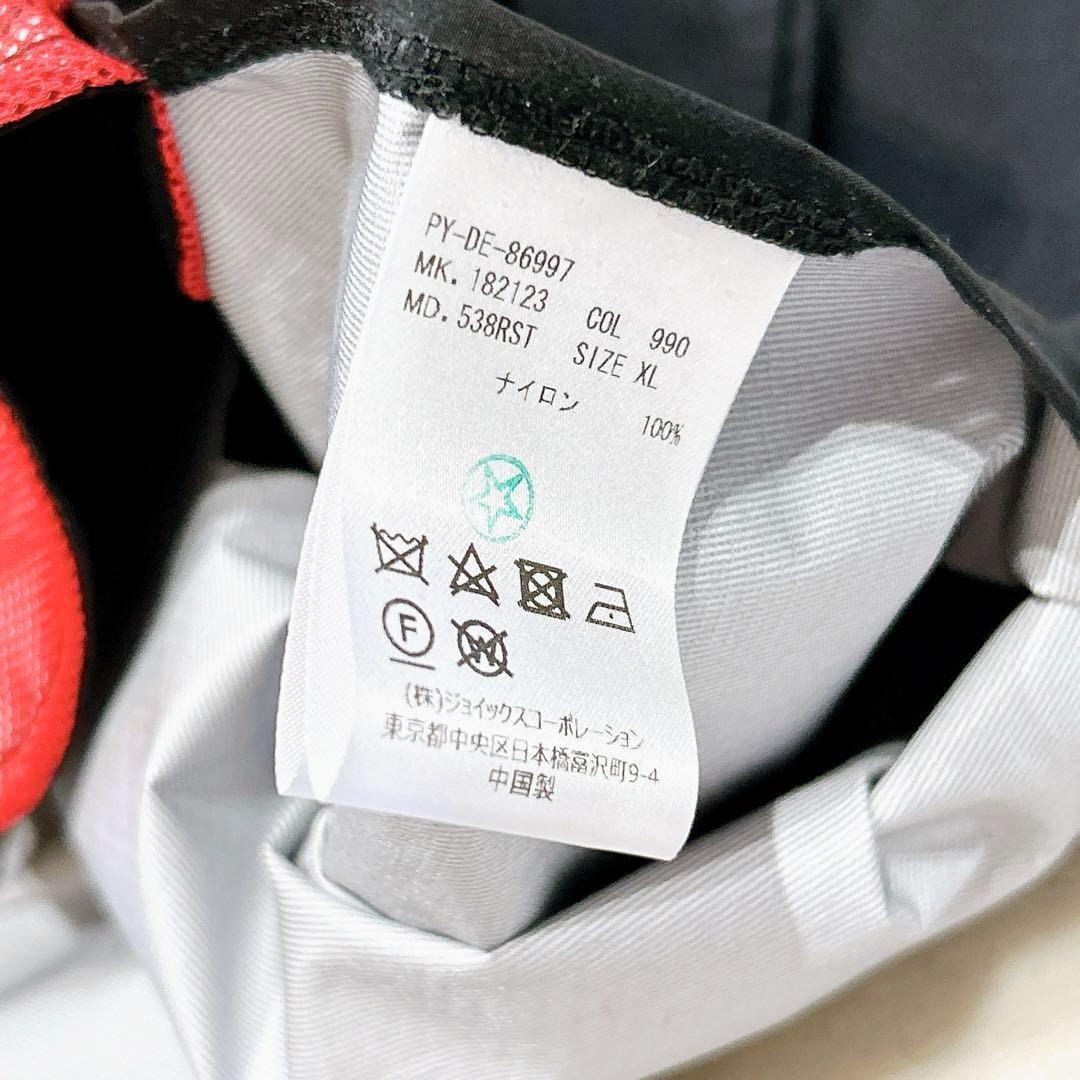 PY-DE-86997
MK. 182123 COL 990
MD. 538RST SIZE XL
ナイロン 100%
F
W
(株)ジョイックスコーポレーション
東京都中央区日本橋富沢町9-4
中国製